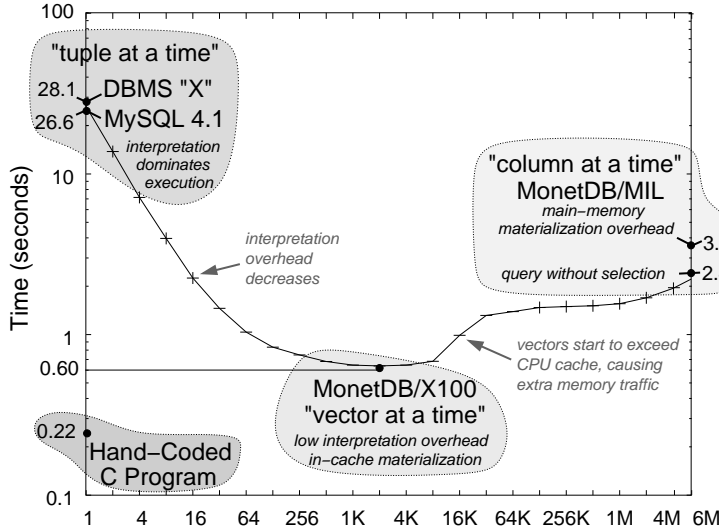 100
"tuple at a time"
28.1
DBMS "X"
26.6
MySQL 4.1
interpretation
dominates
execution
10
"column at a time"
MonetDB/MIL
main-memory
materialization overhead
3.
query without selection
2.
interpretation
overhead
decreases
Time (seconds)
1
0.60
vectors start to exceed
CPU cache, causing
extra memory traffic
MonetDB/X100
"vector at a time"
low interpretation overhead
in-cache materialization
0.22
Hand-Coded
C Program
0.1
1 4 16 64 256 1K 4K 16K 64K 256K 1M 4M 6M